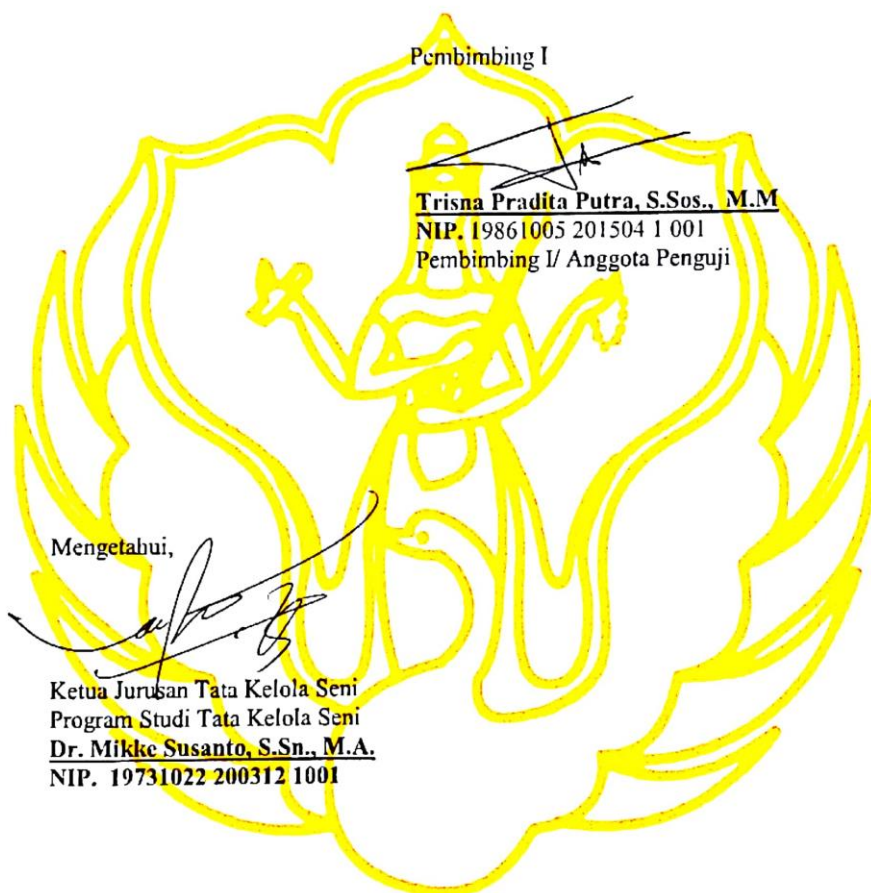 Pembimbing I
Trisna Pradita Putra, S.Sos., M.M
NIP. 19861005 201504 1 001
Pembimbing I/ Anggota Penguji
Mengetahui,
Ketua Jurusan Tata Kelola Seni
Program Studi Tata Kelola Seni
Dr. Mikke Susanto, S.Sn., M.A.
NIP. 19731022 200312 1001